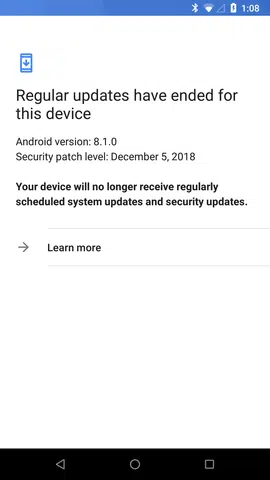 1:08
Regular updates have ended for
this device
Android version: 8.1.0
Security patch level: December 5, 2018
Your device will no longer receive regularly
scheduled system updates and security updates.
Learn more